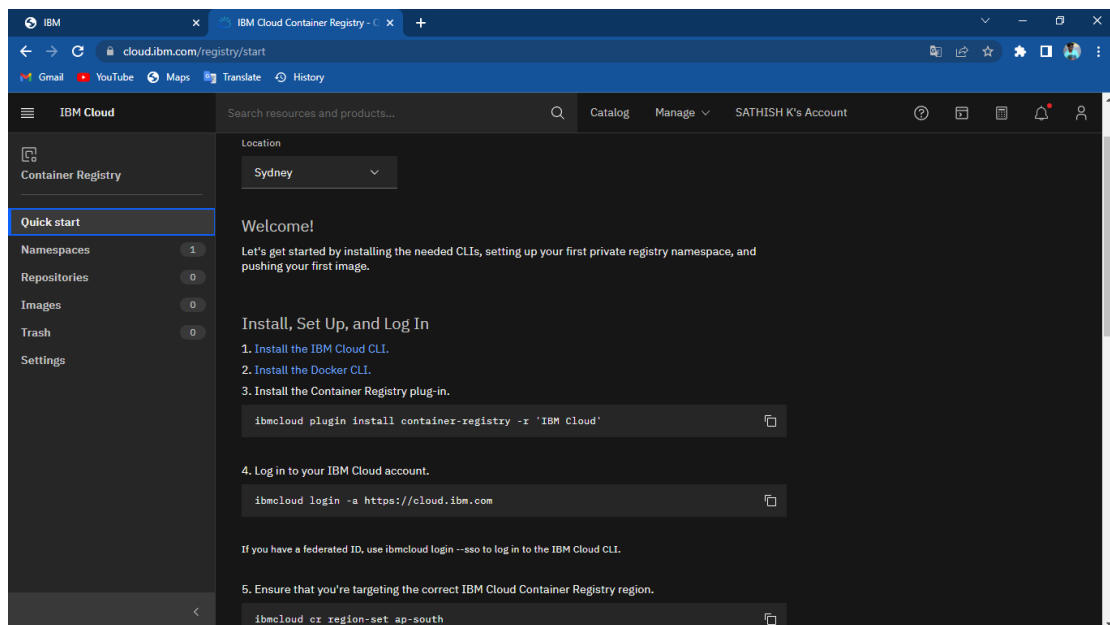 IBM
IBM Cloud Container Registry - C
cloud.ibm.com/registry/start
Gmail YouTube Maps Translate History
IBM Cloud
Search resources and products...
Catalog Manage SATHISH K's Account
Container Registry
Quick start
Namespaces 1
Repositories 0
Images 0
Trash 0
Settings
Location
Sydney
Welcome!
Let's get started by installing the needed CLIs, setting up your first private registry namespace, and
pushing your first image.
Install, Set Up, and Log In
1. Install the IBM Cloud CLI.
2. Install the Docker CLI.
3. Install the Container Registry plug-in.
ibmcloud plugin install container-registry -r 'IBM Cloud'
4. Log in to your IBM Cloud account.
ibmcloud login -a https://cloud.ibm.com
If you have a federated ID, use ibmcloud login --sso to log in to the IBM Cloud CLI.
5. Ensure that you're targeting the correct IBM Cloud Container Registry region.
ibmcloud cr region-set ap-south